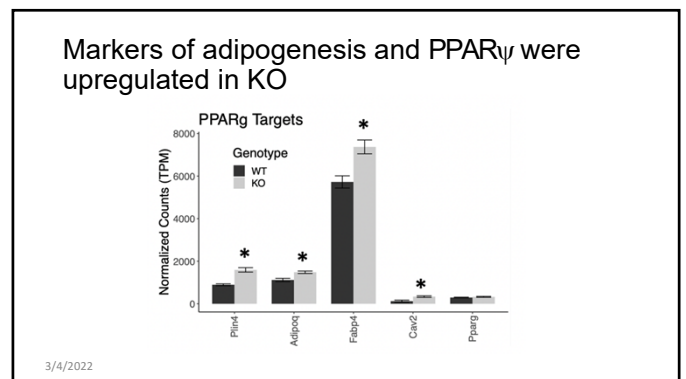 Markers of adipogenesis and PPARψ were
upregulated in KO
PPARg Targets
Normalized Counts (TPM)
8000
6000
4000
2000
0
Genotype
WT
KO
*
*
*
*
Plin4
Adipoq
Fabp4
Cav2
Pparg
3/4/2022